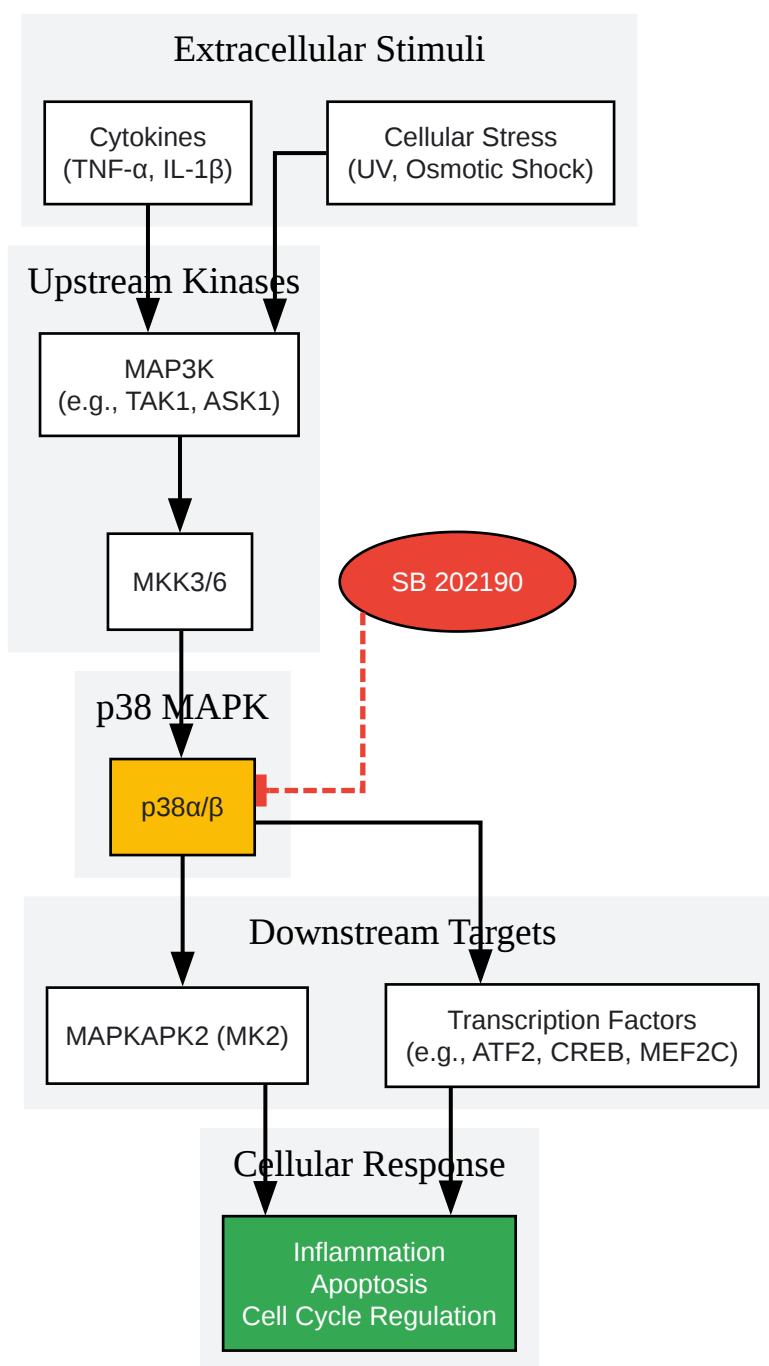 Extracellular Stimuli
Cytokines
(TNF-α, IL-1β)
Cellular Stress
(UV, Osmotic Shock)
Upstream Kinases
MAP3K
(e.g., TAK1, ASK1)
MKK3/6
SB 202190
p38 MAPK
p38α/β
Downstream Targets
MAPKAPK2 (MK2)
Transcription Factors
(e.g., ATF2, CREB, MEF2C)
Cellular Response
Inflammation
Apoptosis
Cell Cycle Regulation